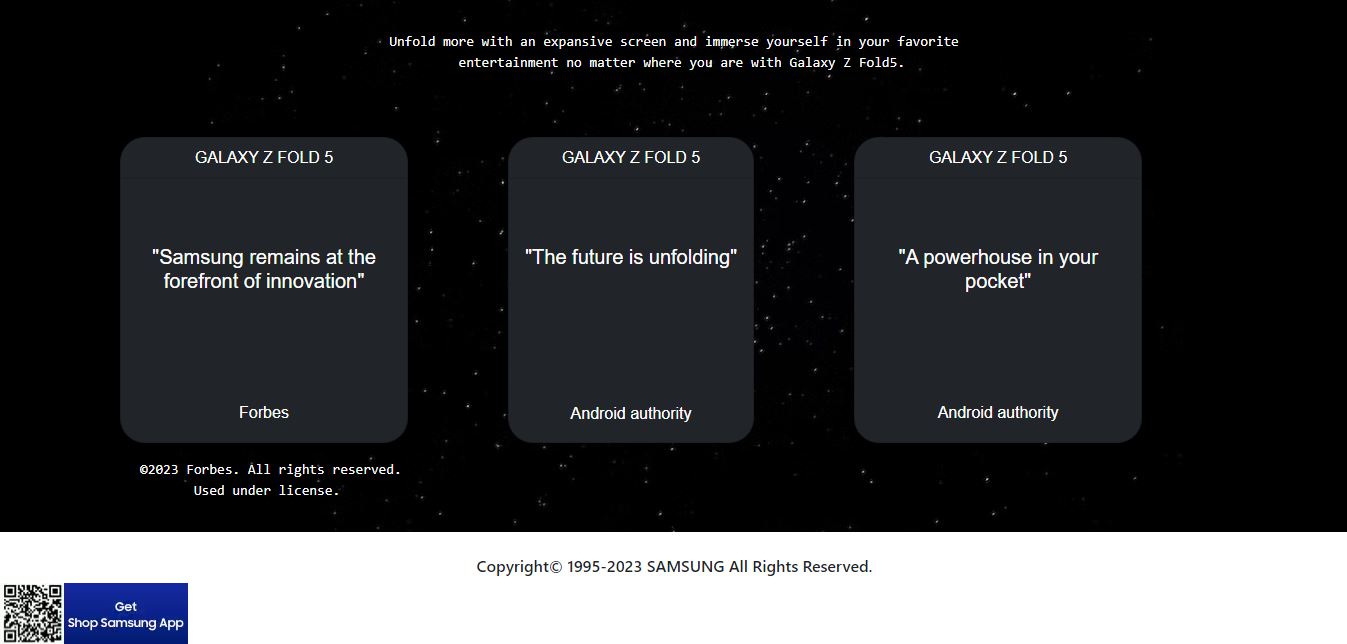 Unfold more with an expansive screen and immerse yourself in your favorite
entertainment no matter where you are with Galaxy Z Fold5.
GALAXY Z FOLD 5
"Samsung remains at the
forefront of innovation"
Forbes
GALAXY Z FOLD 5
"The future is unfolding"
Android authority
GALAXY Z FOLD 5
"A powerhouse in your
pocket"
Android authority
©2023 Forbes. All rights reserved.
Used under license.
Copyright© 1995-2023 SAMSUNG All Rights Reserved.
Get
Shop Samsung App